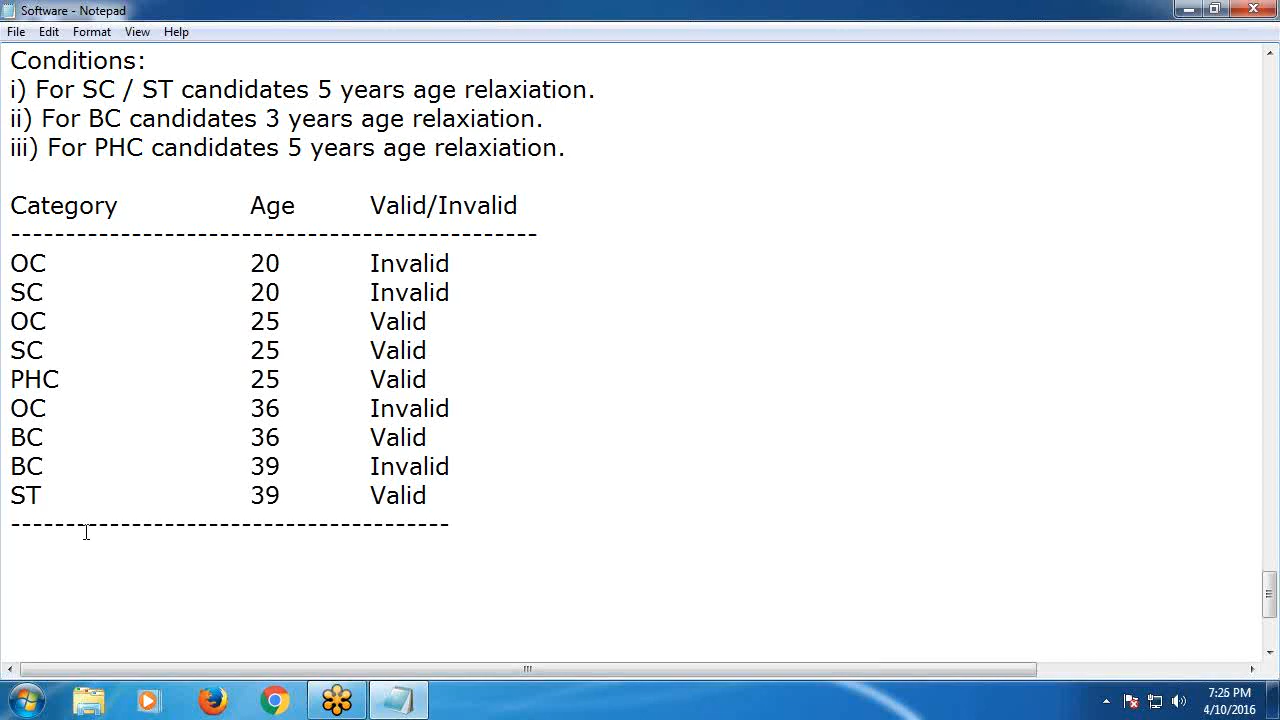 Software - Notepad
File Edit Format View Help
Conditions:
i) For SC / ST candidates 5 years age relaxiation.
ii) For BC candidates 3 years age relaxiation.
iii) For PHC candidates 5 years age relaxiation.
Category Age Valid/Invalid
------------------------------------------------
OC 20 Invalid
SC 20 Invalid
OC 25 Valid
SC 25 Valid
PHC 25 Valid
OC 36 Invalid
BC 36 Valid
BC 39 Invalid
ST 39 Valid
----------------------------------------
7:25 PM
4/10/2016